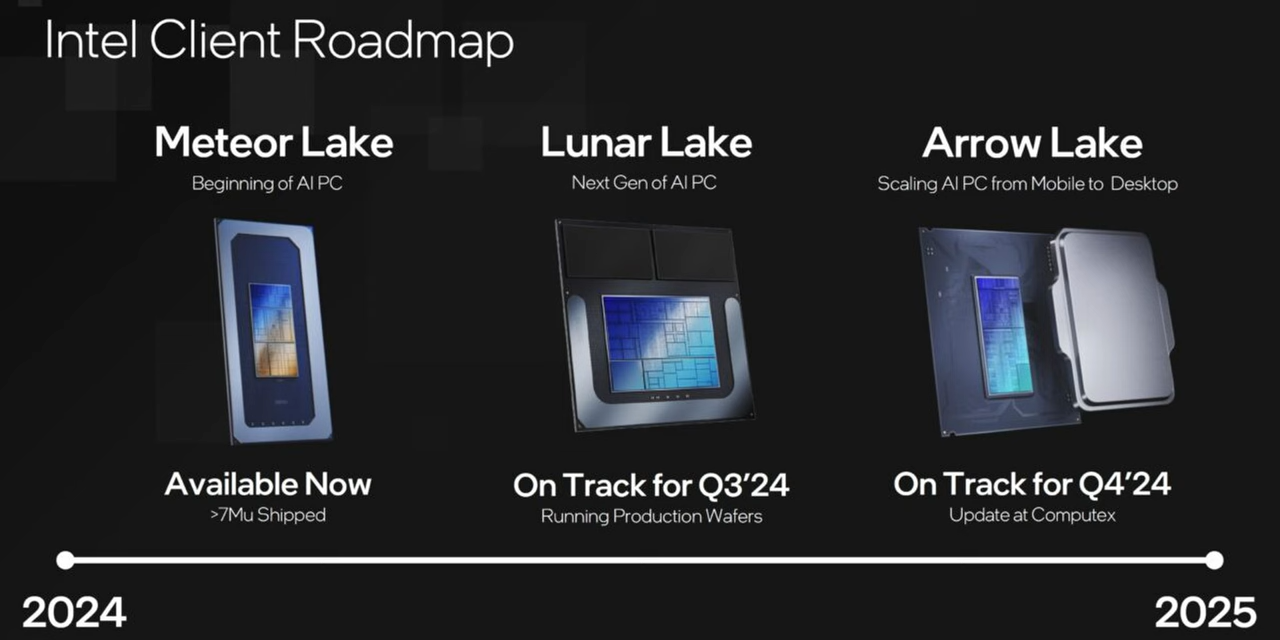 Intel Client Roadmap
Meteor Lake
Beginning of AI PC
Lunar Lake
Next Gen of AI PC
Arrow Lake
Scaling AI PC from Mobile to Desktop
Available Now
>7Mu Shipped
On Track for Q3'24
Running Production Wafers
On Track for Q4'24
Update at Computex
2024
2025